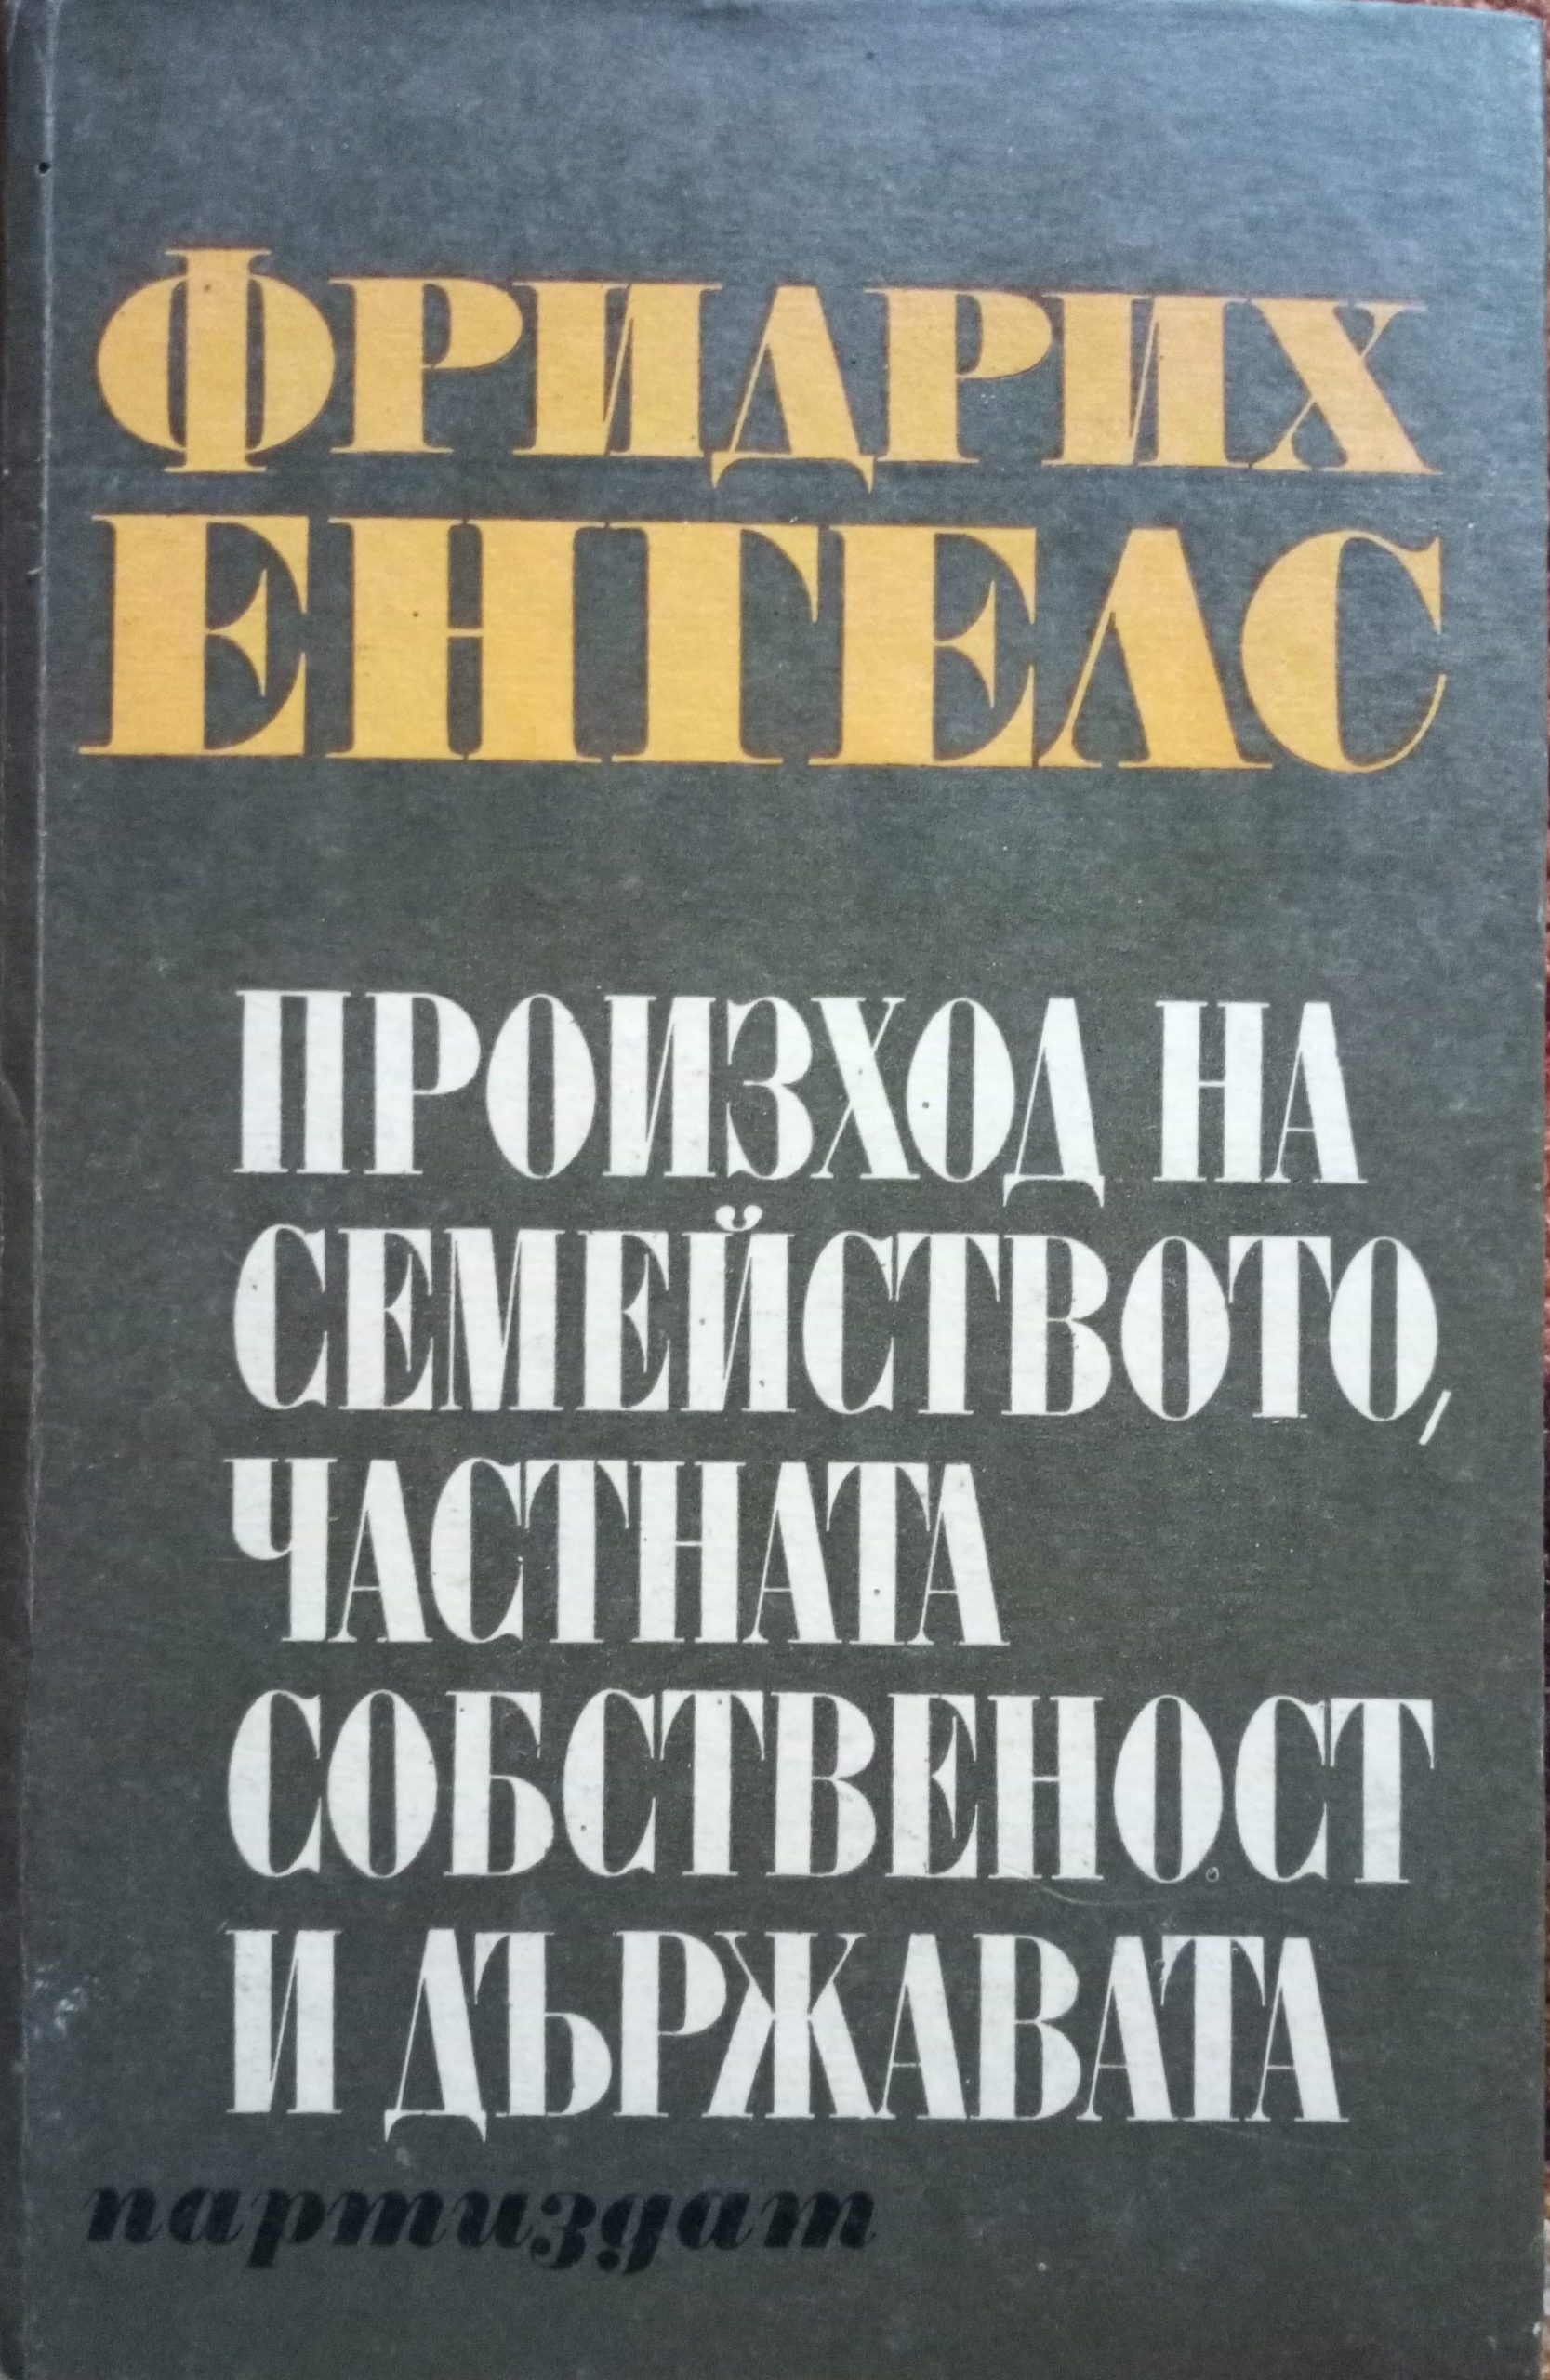 ФРИДРИХ
ЕНГЕЛС
ПРОИЗХОД НА
СЕМЕЙСТВОТО,
ЧАСТНАТА
СОБСТВЕНОСТ
И ДЪРЖАВАТА
партиздат